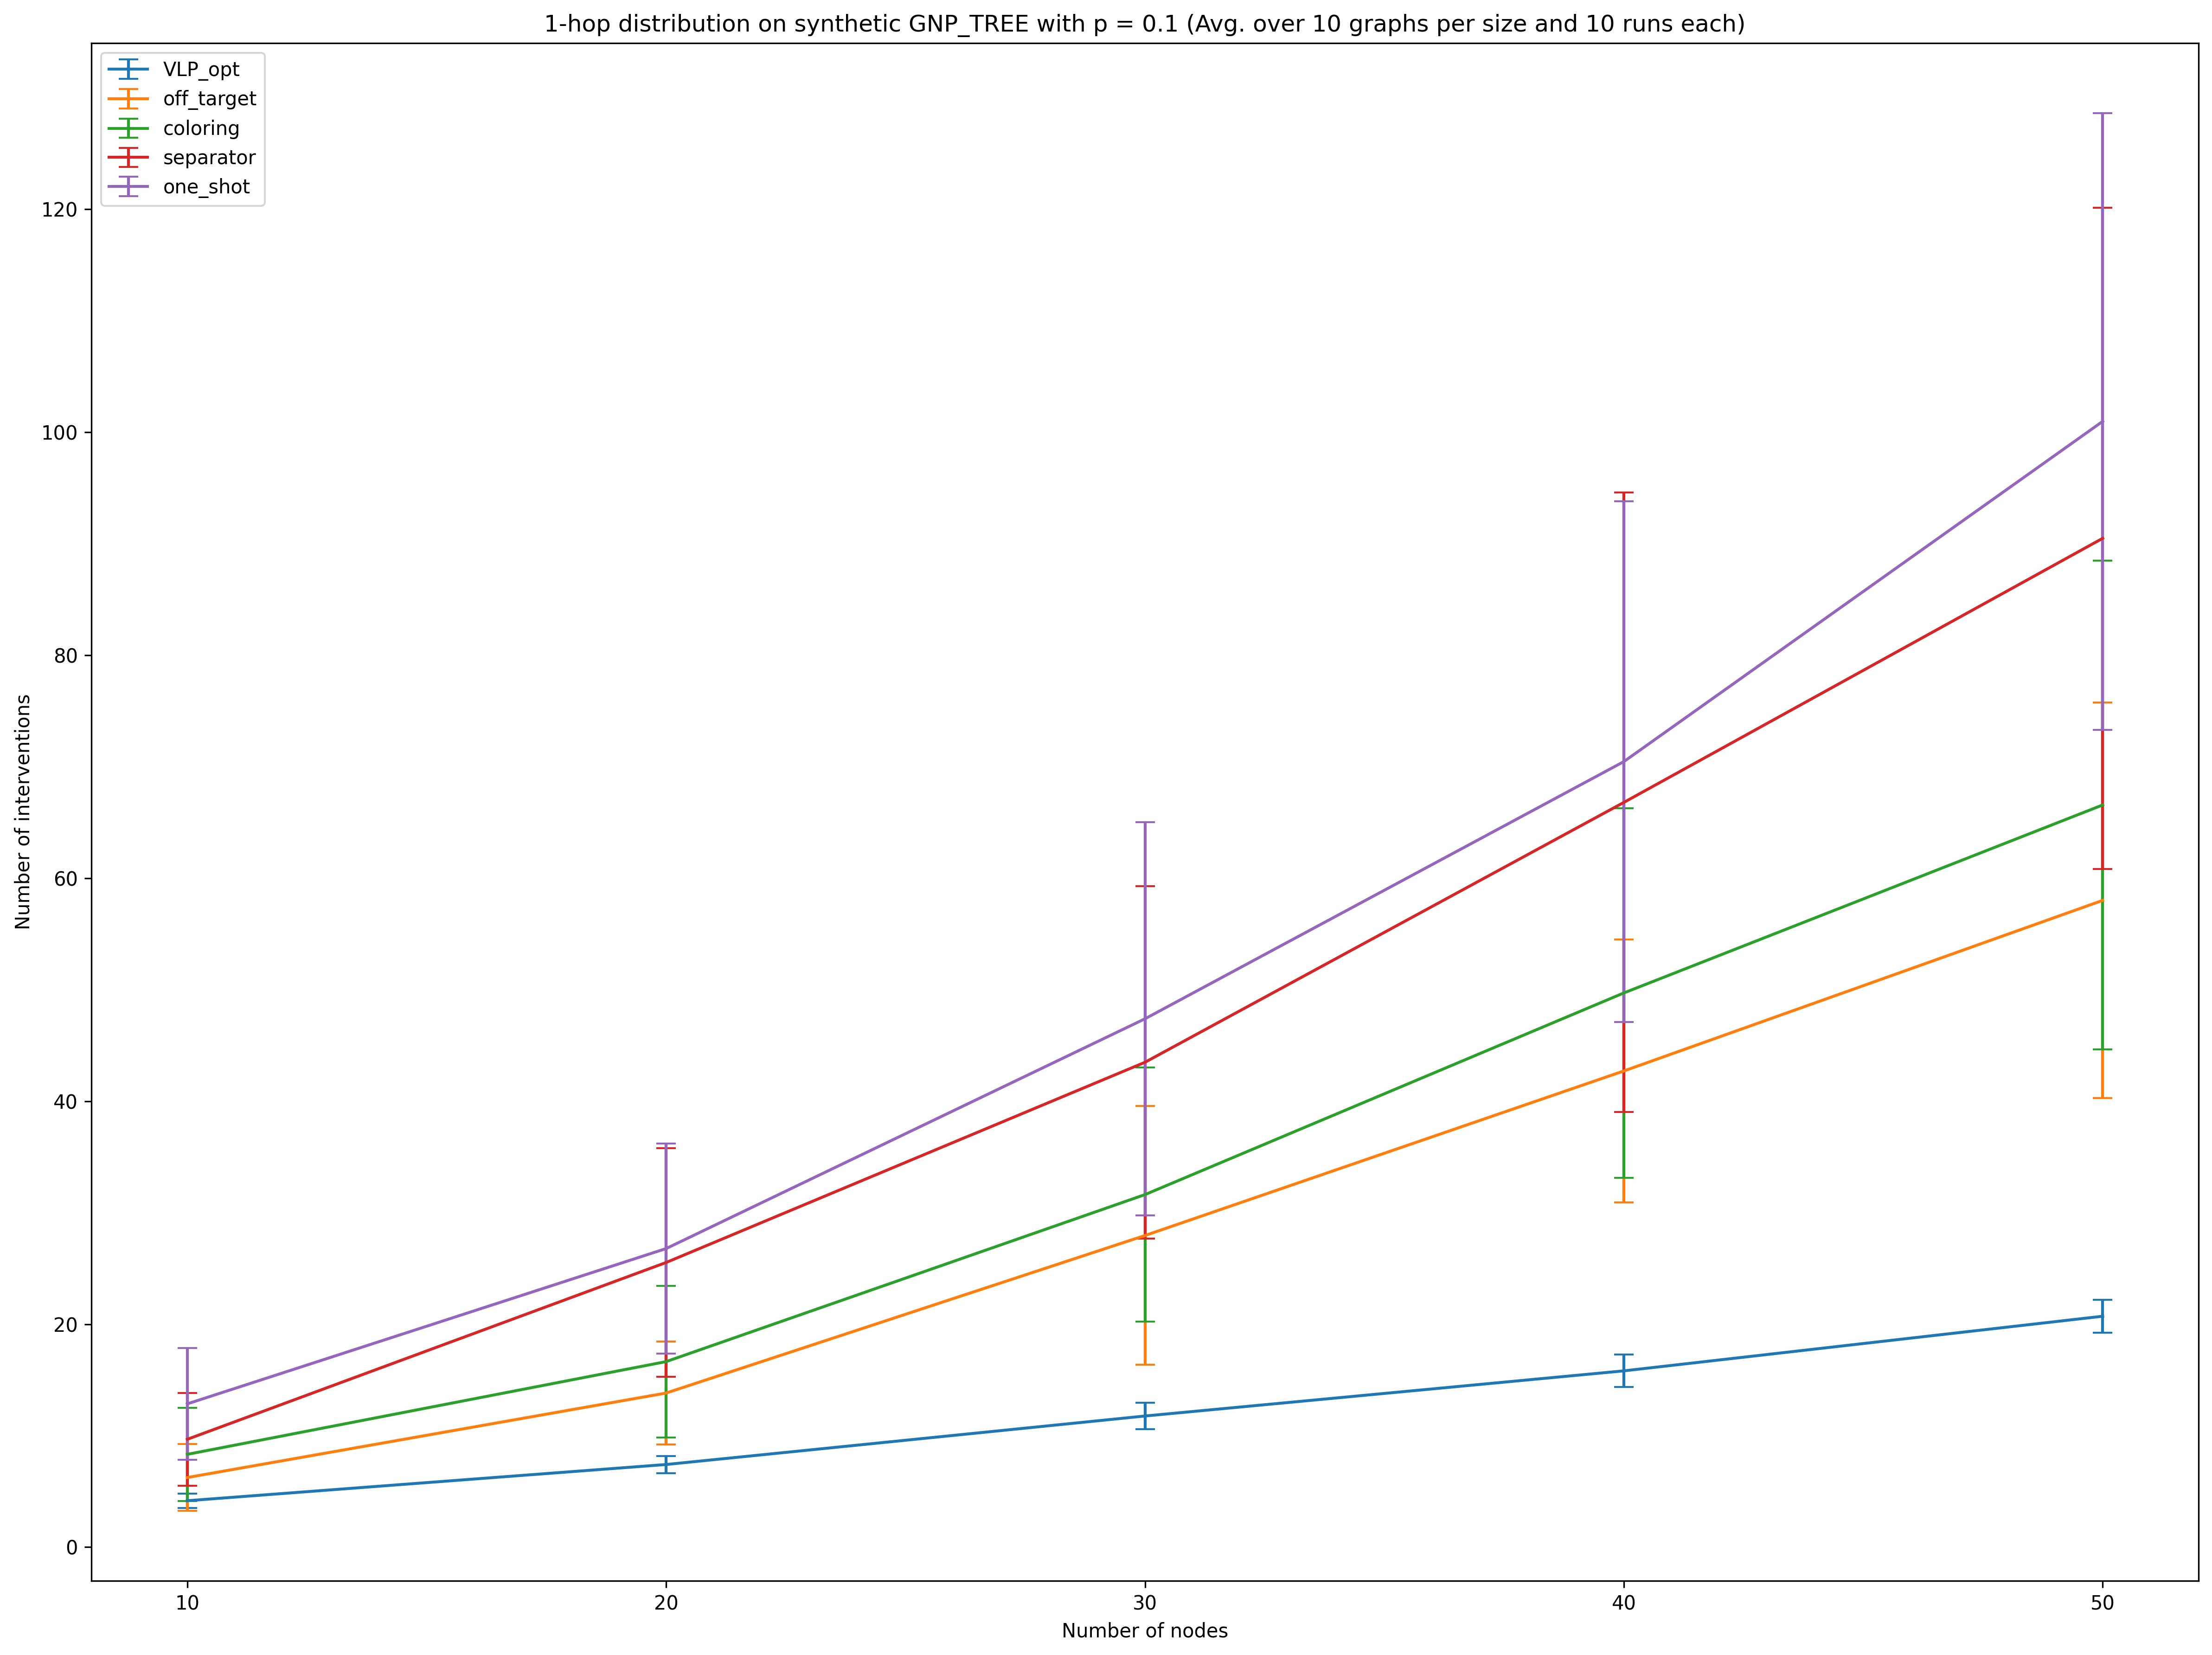 1-hop distribution on synthetic GNP_TREE with p = 0.1 (Avg. over 10 graphs per size and 10 runs each)
VLP_opt
off_target
coloring
separator
one_shot
120
100
80
60
40
20
0
Number of interventions
10 20 30 40 50
Number of nodes